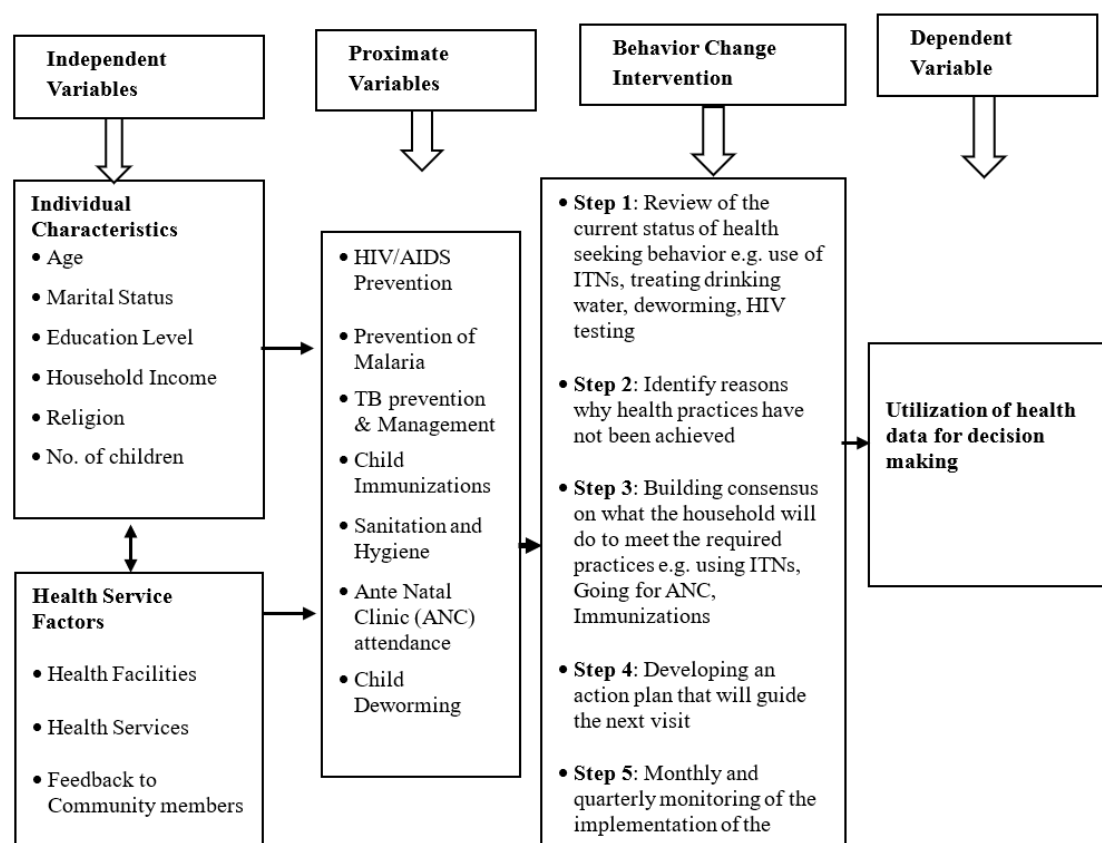 Independent
Variables
Proximate
Variables
Behavior Change
Intervention
Dependent
Variable
Individual
Characteristics
• Age
• Marital Status
• Education Level
• Household Income
• Religion
• No. of children
Health Service
Factors
• Health Facilities
• Health Services
• Feedback to
Community members
• HIV/AIDS
Prevention
• Prevention of
Malaria
• TB prevention
& Management
• Child
Immunizations
• Sanitation and
Hygiene
• Ante Natal
Clinic (ANC)
attendance
• Child
Deworming
• Step 1: Review of the
current status of health
seeking behavior e.g. use of
ITNs, treating drinking
water, deworming, HIV
testing
• Step 2: Identify reasons
why health practices have
not been achieved
• Step 3: Building consensus
on what the household will
do to meet the required
practices e.g. using ITNs,
Going for ANC,
Immunizations
• Step 4: Developing an
action plan that will guide
the next visit
• Step 5: Monthly and
quarterly monitoring of the
implementation of the
Utilization of health
data for decision
making